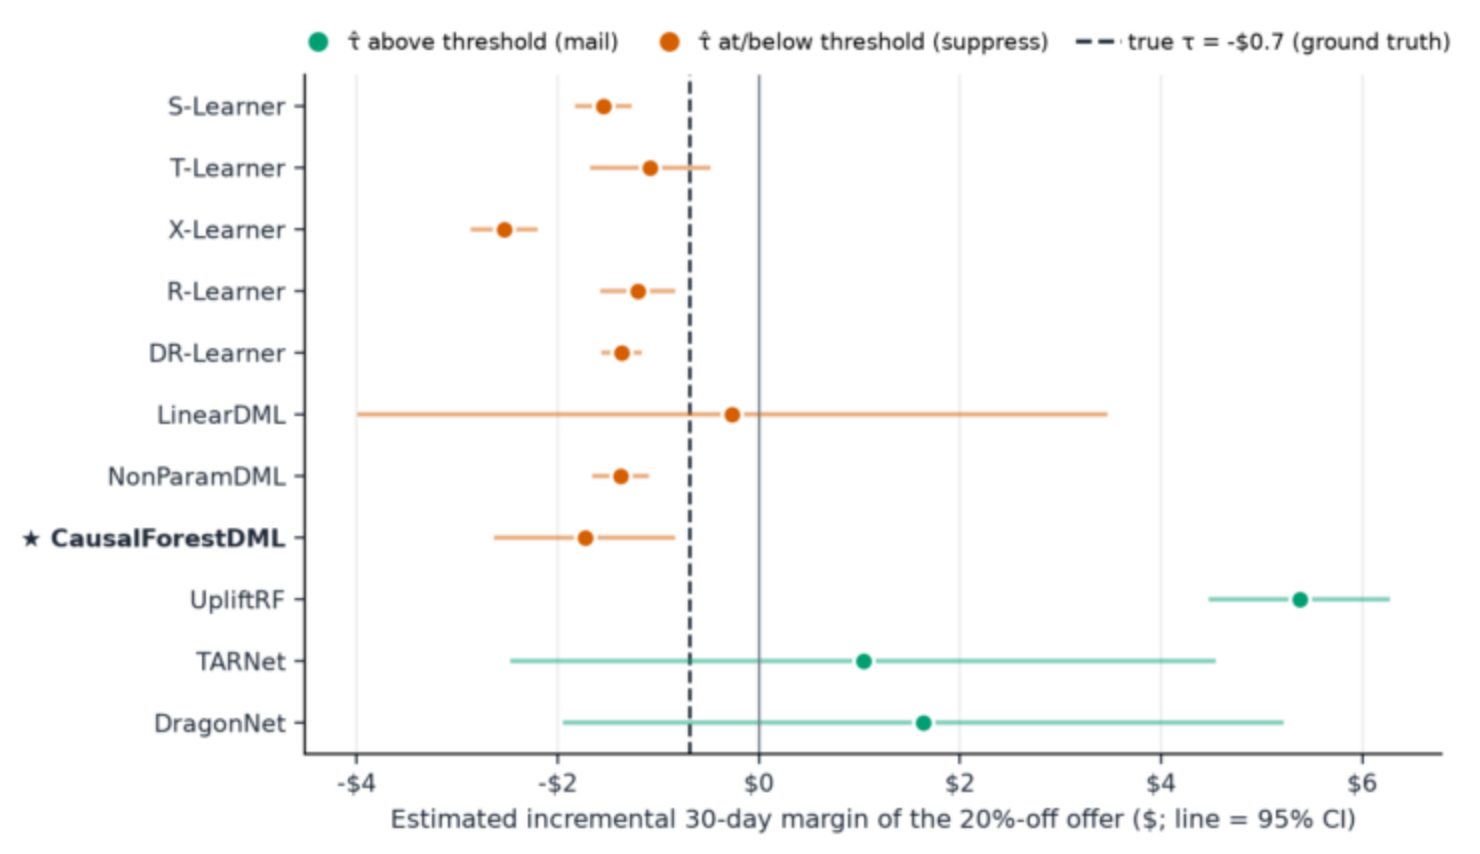 τ̂ above threshold (mail)   τ̂ at/below threshold (suppress)   true τ = -$0.7 (ground truth)
S-Learner
T-Learner
X-Learner
R-Learner
DR-Learner
LinearDML
NonParamDML
★ CausalForestDML
UpliftRF
TARNet
DragonNet
-$4   -$2   $0   $2   $4   $6
Estimated incremental 30-day margin of the 20%-off offer ($; line = 95% CI)